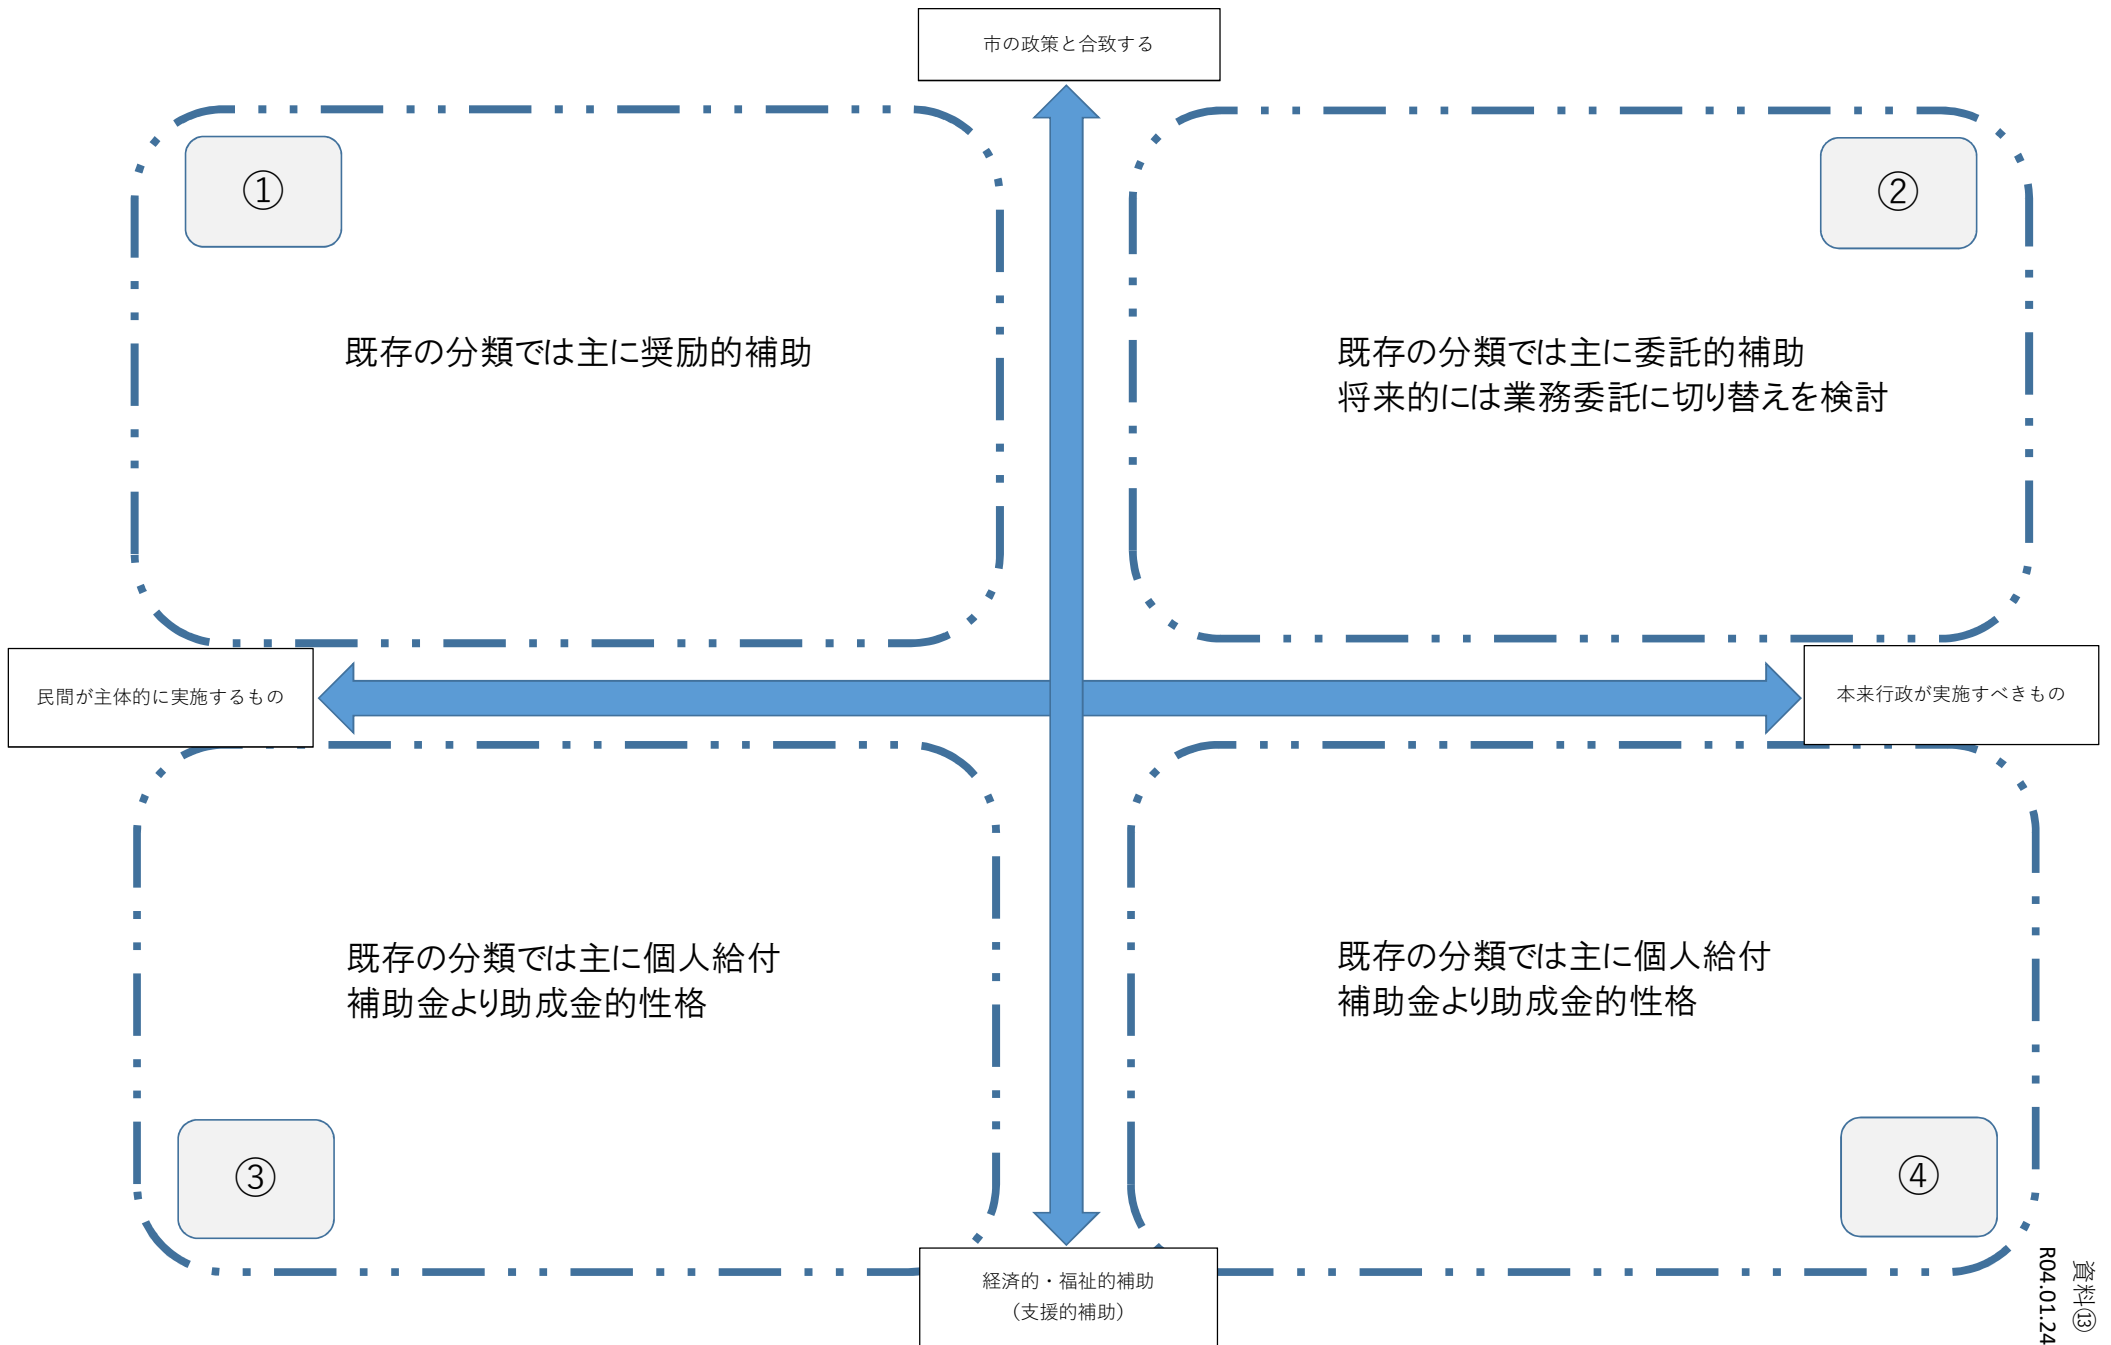 市の政策と合致する
①
②
既存の分類では主に奨励的補助
既存の分類では主に委託的補助
将来的には業務委託に切り替えを検討
民間が主体的に実施するもの
本来行政が実施すべきもの
既存の分類では主に個人給付
補助金より助成金的性格
既存の分類では主に個人給付
補助金より助成金的性格
③
④
経済的・福祉的補助
（支援的補助）
資料⑬
R04.01.24